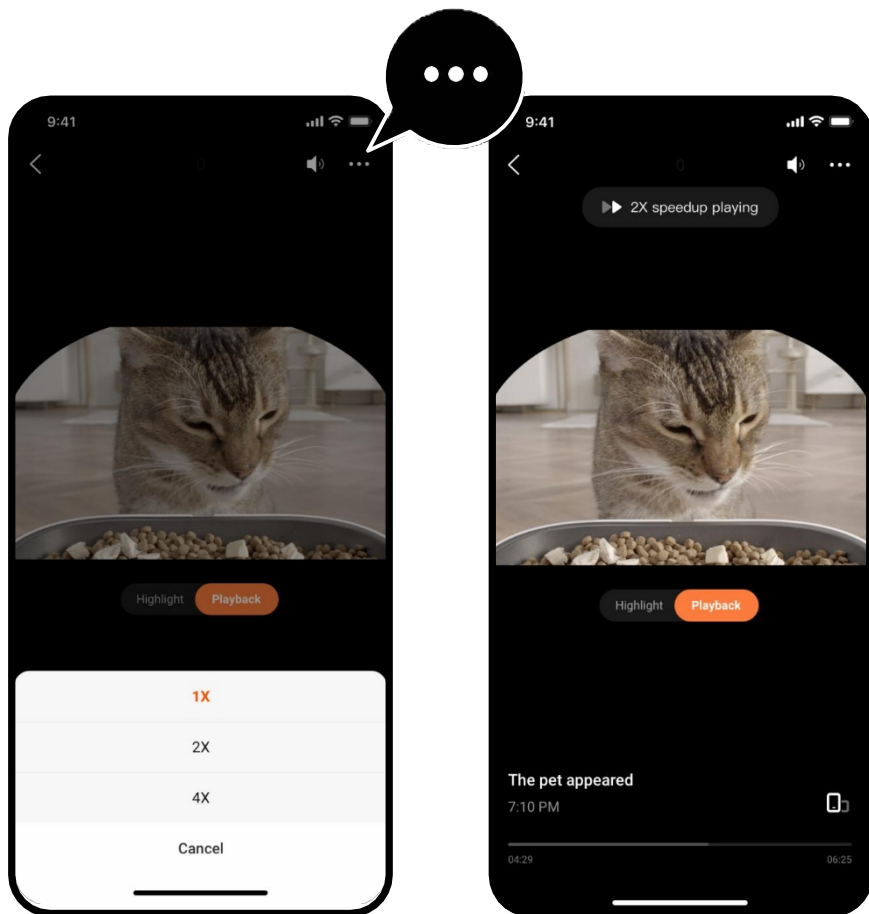 9:41
Highlight
Playback
1X
2X
4X
Cancel
9:41
2X speedup playing
Highlight
Playback
The pet appeared
7:10 PM
04:29
06:25